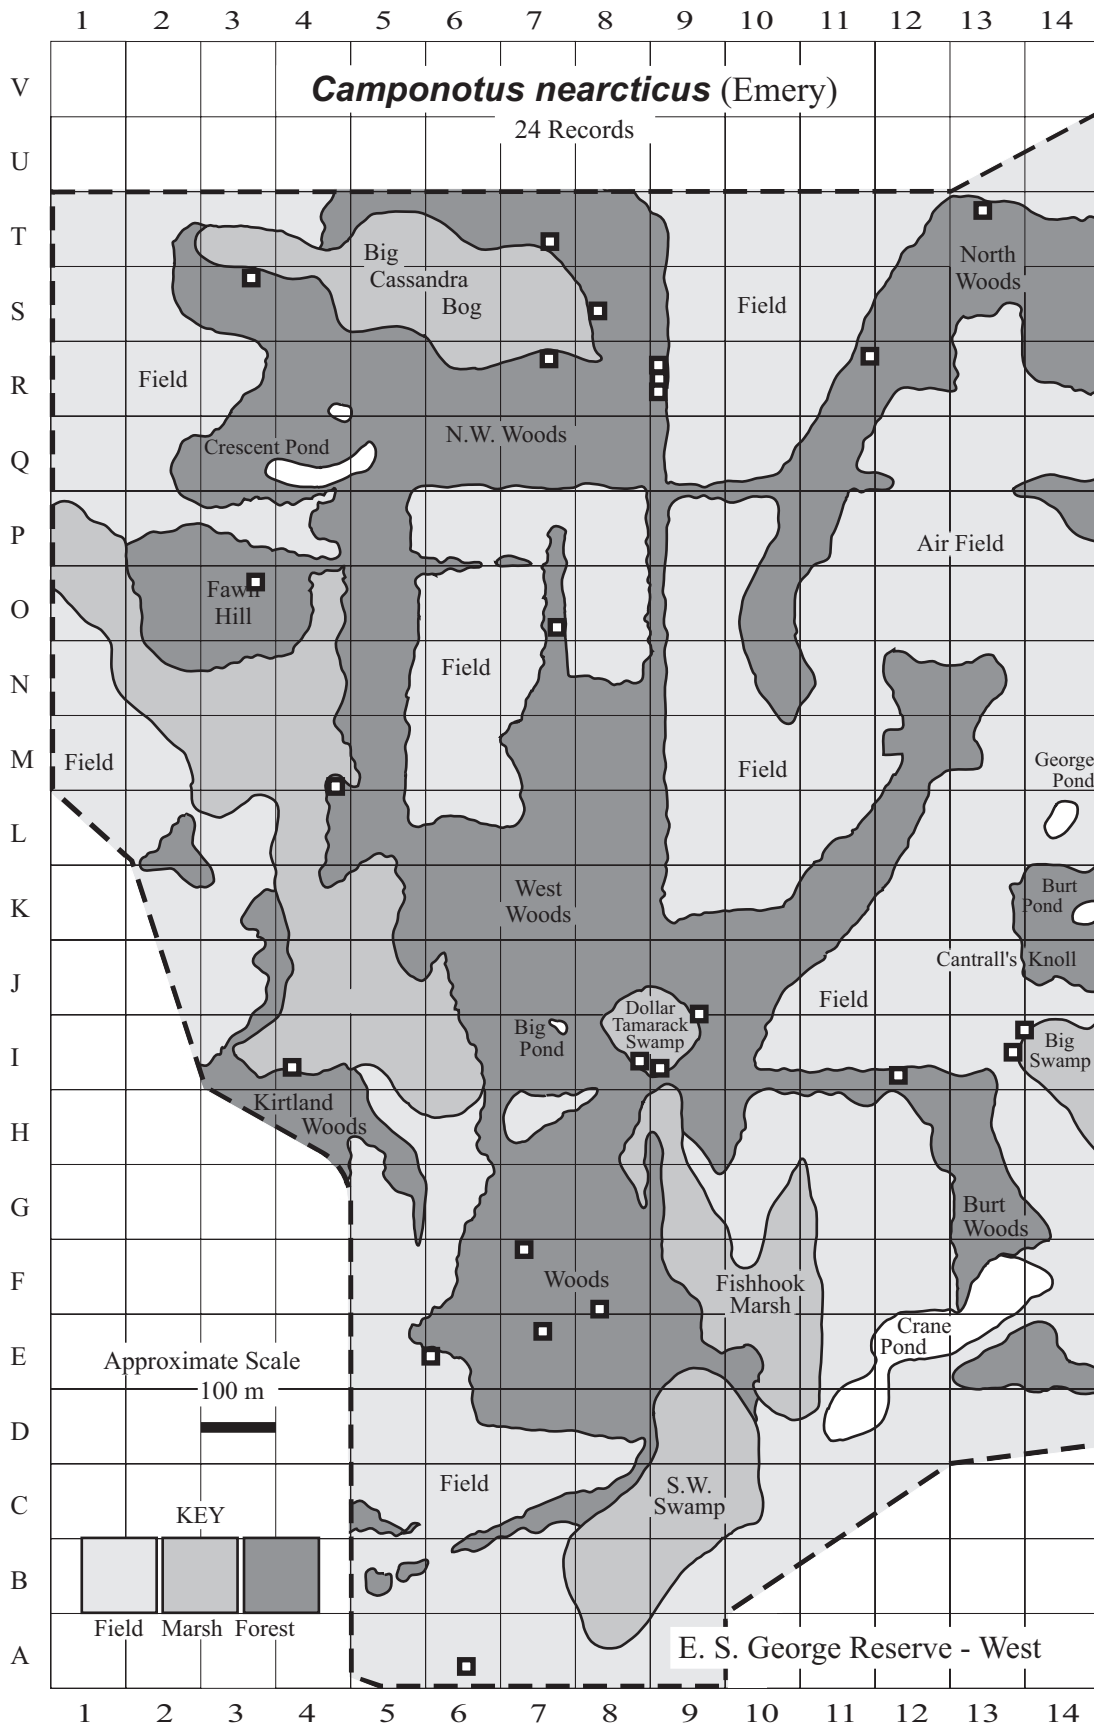 1 2 3 4 5 6 7 8 9 10 11 12 13 14
V
Camponotus nearcticus (Emery)
24 Records
U
T
Big
Cassandra
Bog
North
Woods
S
Field
R
Field
N.W. Woods
Crescent Pond
Q
P
Air Field
Fawn
Hill
O
Field
N
M
Field
Field
George
Pond
L
West
Woods
Burt
Pond
K
Cantrall's Knoll
J
Field
Dollar
Tamarack
Swamp
Big
Pond
Big
Swamp
I
Kirtland
Woods
H
G
Burt
Woods
F
Woods
Fishhook
Marsh
Crane
Pond
E
Approximate Scale
100 m
D
Field
S.W.
Swamp
C
KEY
B
Field Marsh Forest
A
E. S. George Reserve - West
1 2 3 4 5 6 7 8 9 10 11 12 13 14